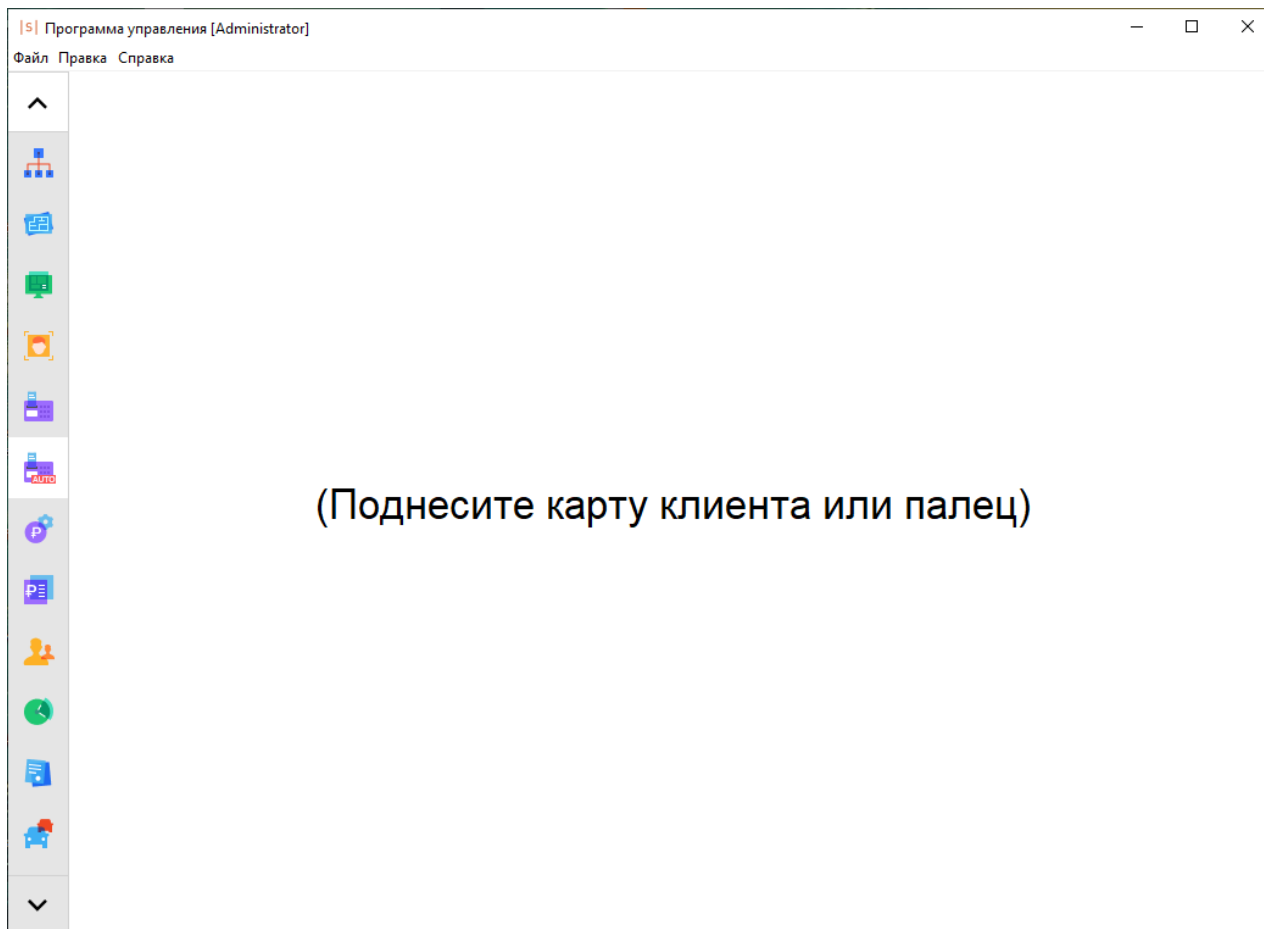 |S| Программа управления [Administrator]
Файл Правка Справка
AUTO
(Поднесите карту клиента или палец)
₽
₽